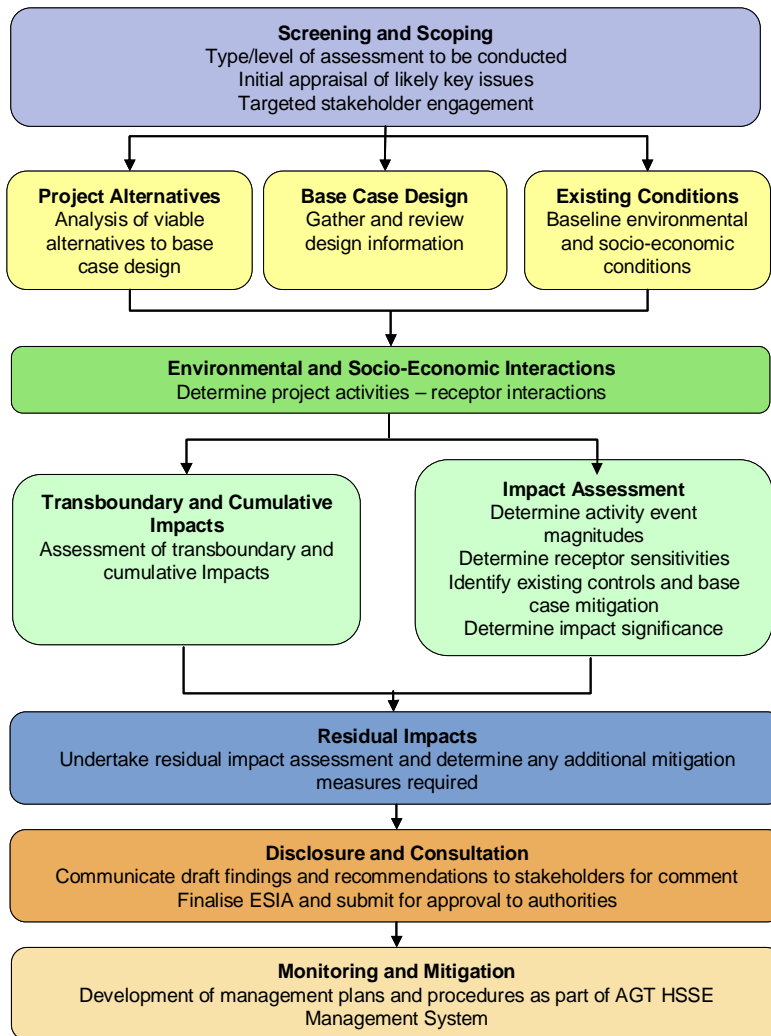 Screening and Scoping
Type/level of assessment to be conducted
Initial appraisal of likely key issues
Targeted stakeholder engagement
Project Alternatives
Analysis of viable
alternatives to base
case design
Base Case Design
Gather and review
design information
Existing Conditions
Baseline environmental
and socio-economic
conditions
Environmental and Socio-Economic Interactions
Determine project activities – receptor interactions
Transboundary and Cumulative
Impacts
Assessment of transboundary and
cumulative Impacts
Impact Assessment
Determine activity event
magnitudes
Determine receptor sensitivities
Identify existing controls and base
case mitigation
Determine impact significance
Residual Impacts
Undertake residual impact assessment and determine any additional mitigation
measures required
Disclosure and Consultation
Communicate draft findings and recommendations to stakeholders for comment
Finalise ESIA and submit for approval to authorities
Monitoring and Mitigation
Development of management plans and procedures as part of AGT HSSE
Management System